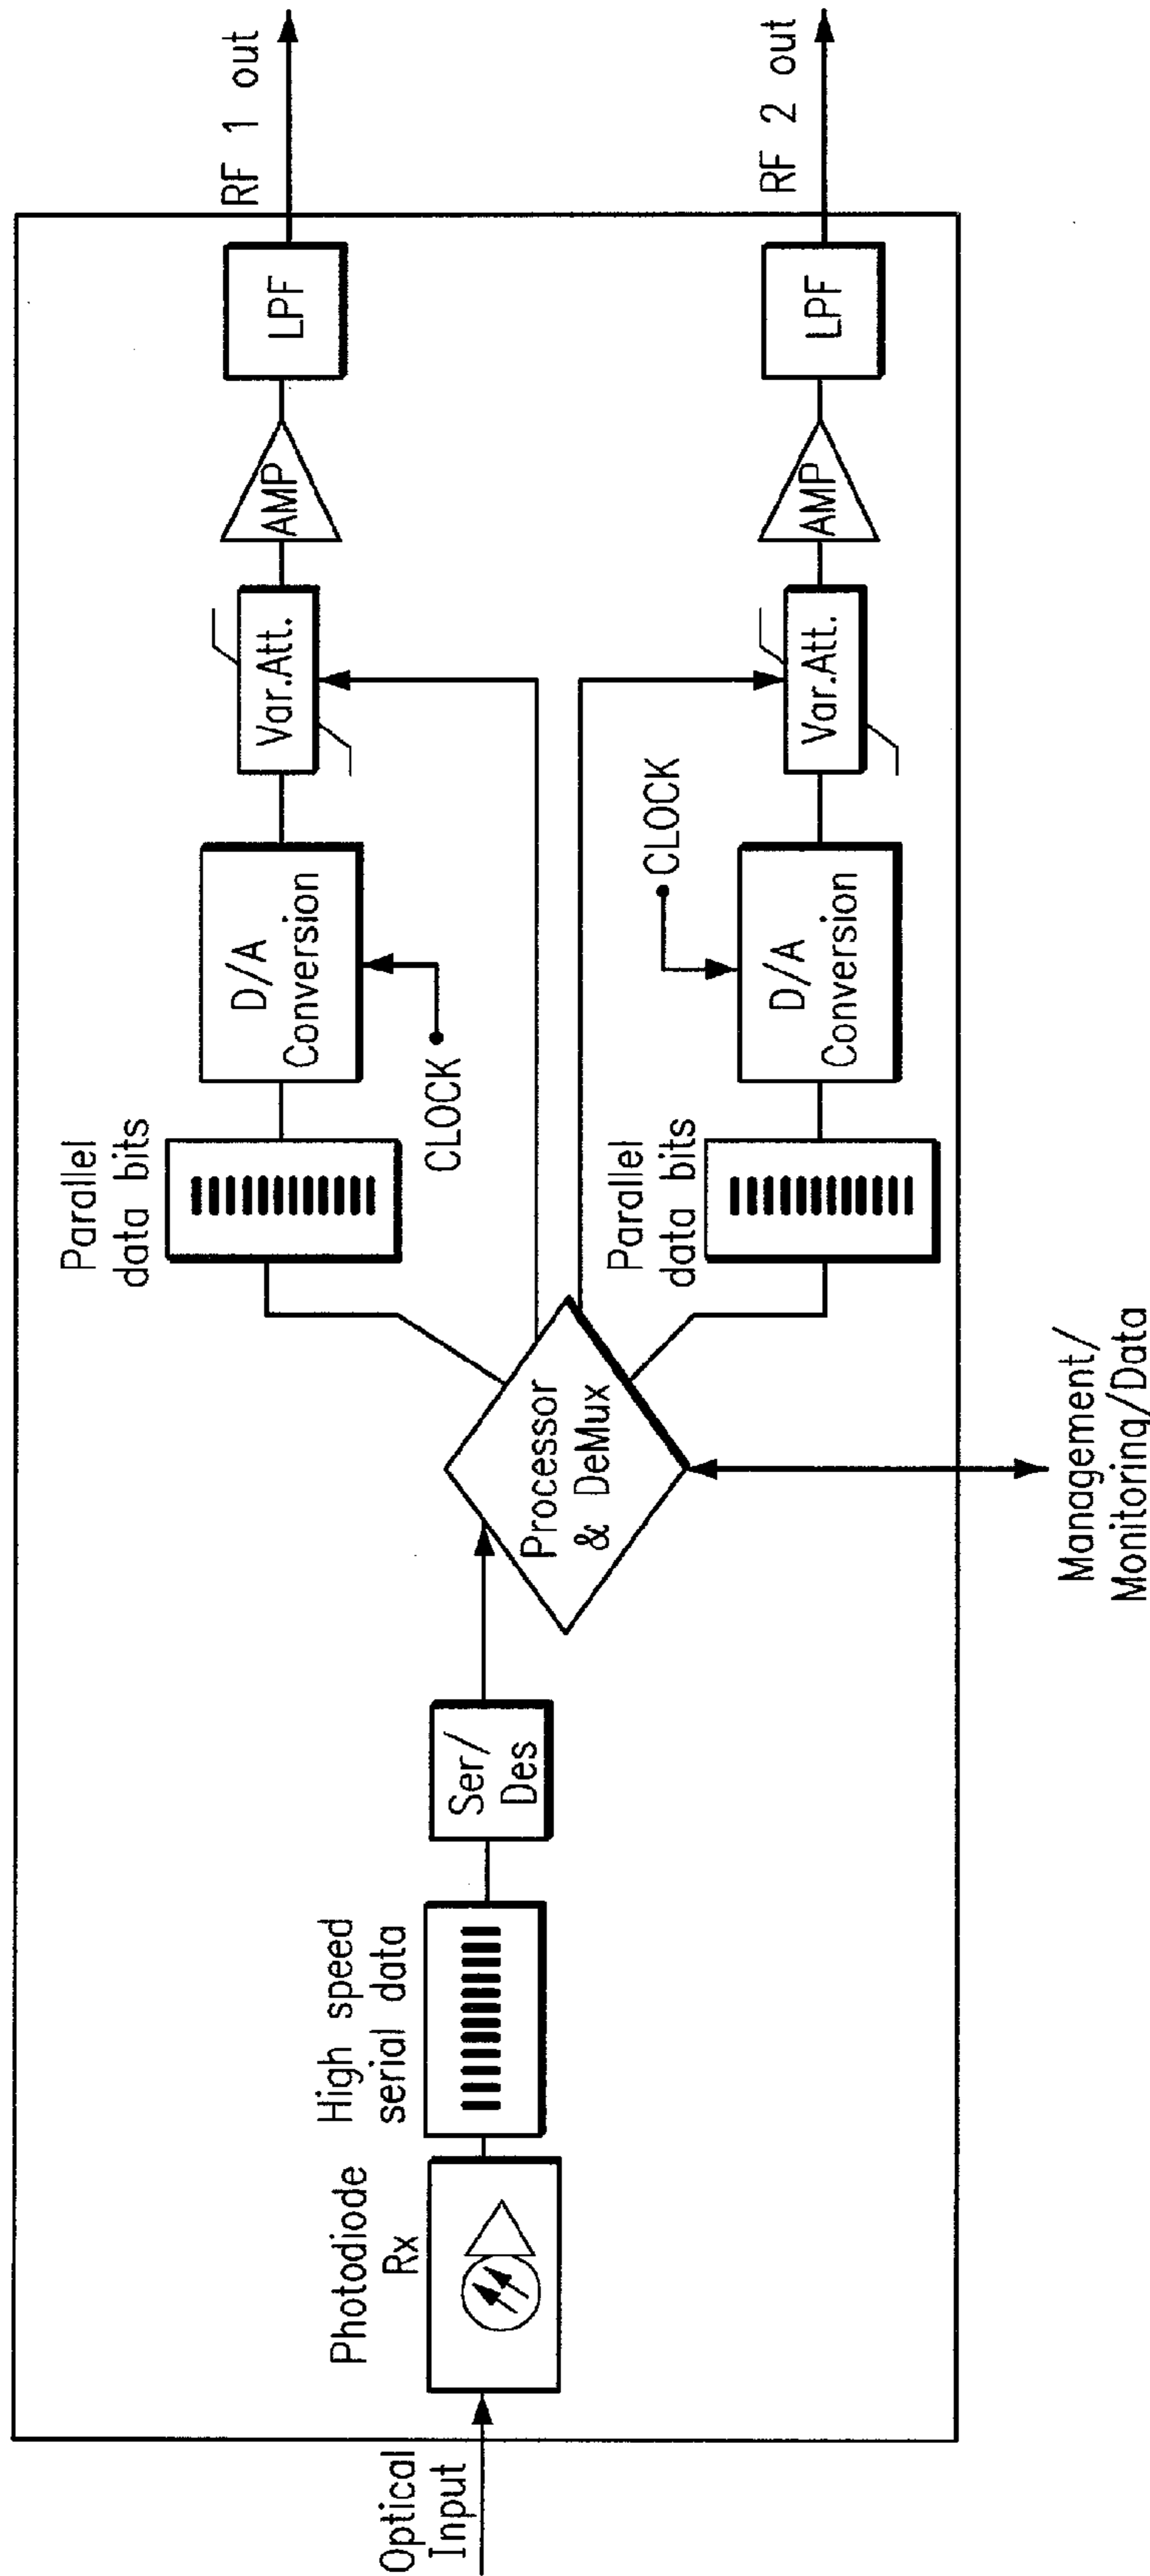 Optical
Input
Photodiode
Rx
High speed
serial data
Ser/
Des
Processor
& DeMux
Management/
Monitoring/Data
Parallel
data bits
D/A
Conversion
CLOCK
Var.Att.
AMP
LPF
RF 1 out
Parallel
data bits
D/A
Conversion
CLOCK
Var.Att.
AMP
LPF
RF 2 out